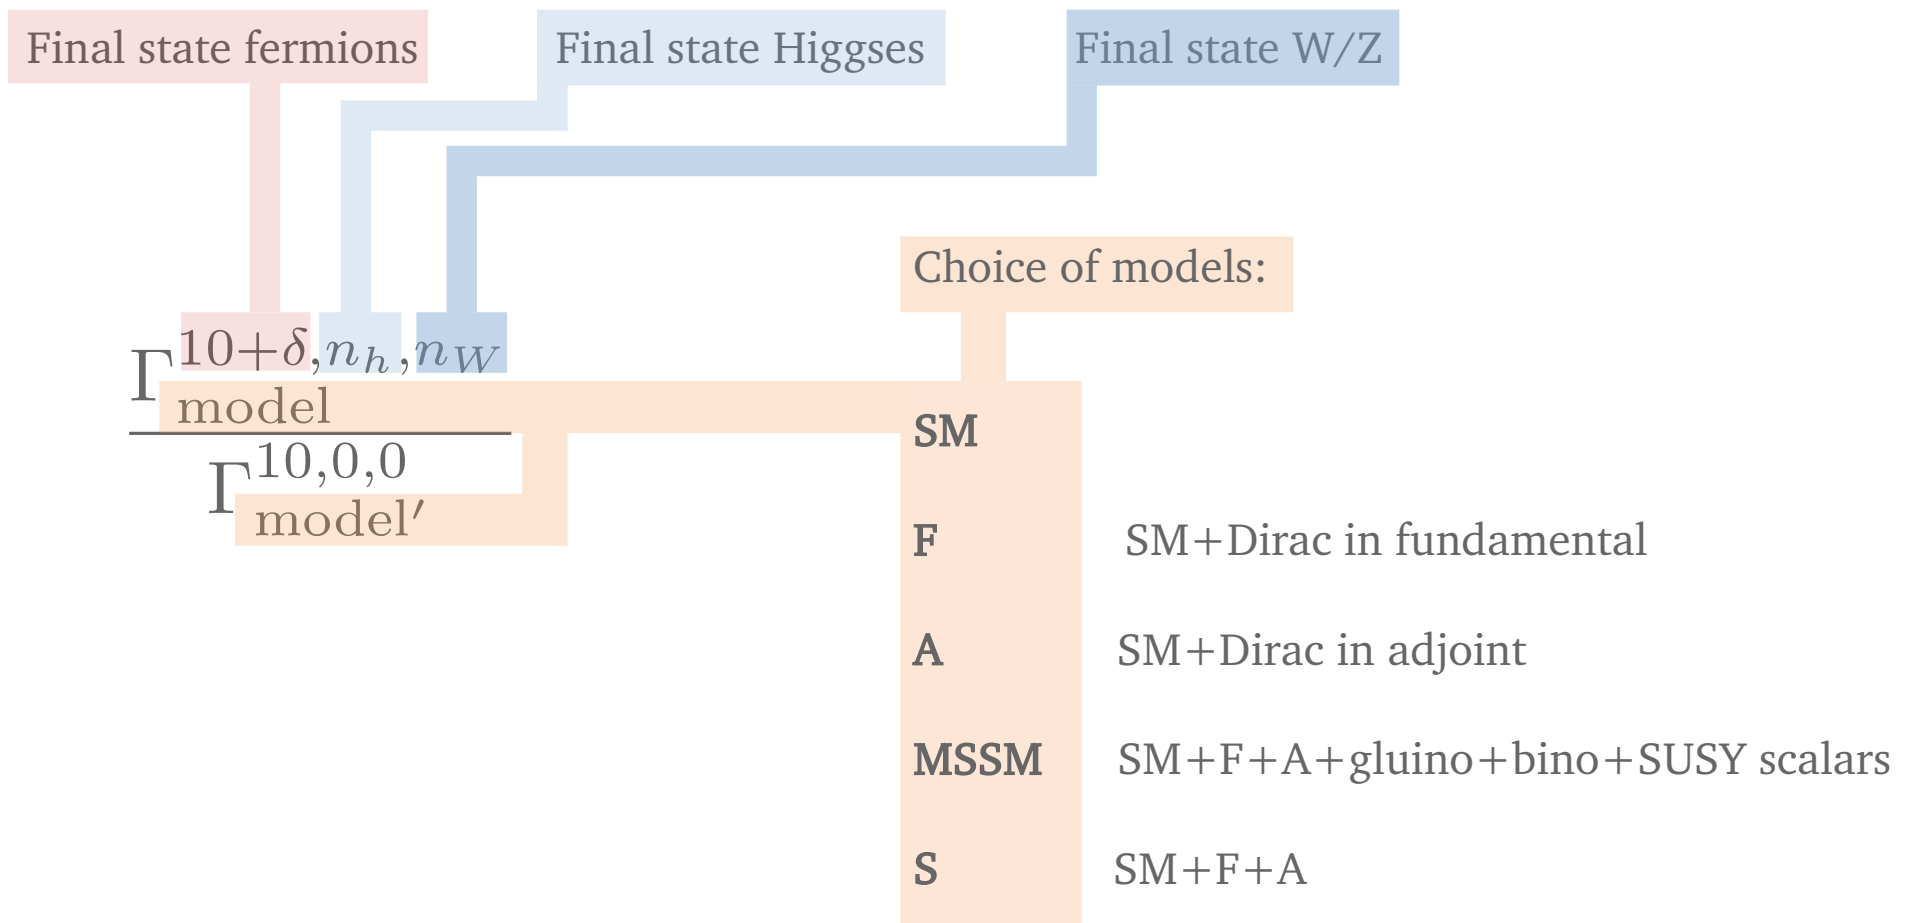 Final state fermions Final state Higgses Final state W/Z
Choice of models:
Γ^{10+δ,n_h,n_W}_{model}
Γ^{10,0,0}_{model′}
SM
F SM+Dirac in fundamental
A SM+Dirac in adjoint
MSSM SM+F+A+gluino+bino+SUSY scalars
S SM+F+A